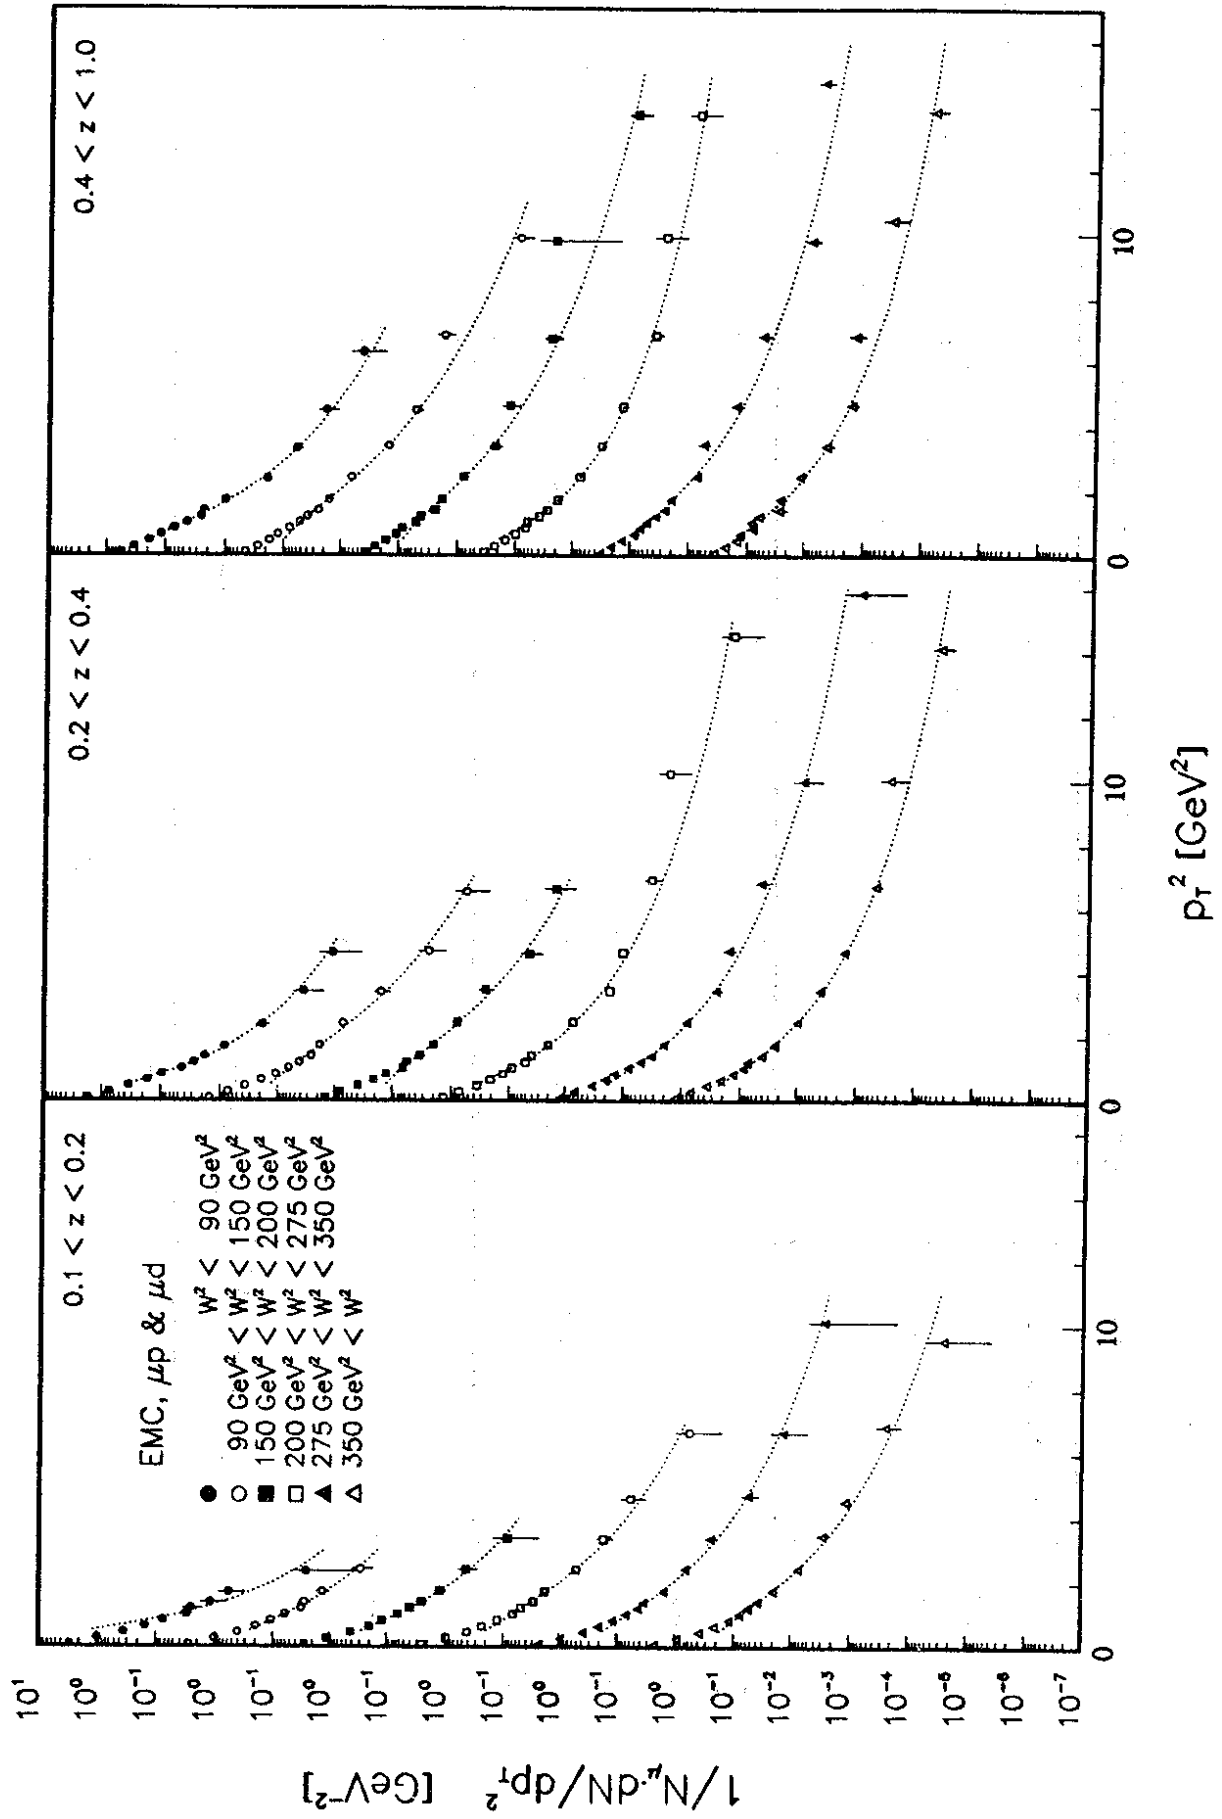 0.1 < z < 0.2
0.2 < z < 0.4
0.4 < z < 1.0
EMC, μp & μd
● W² < 90 GeV²
○ 90 GeV² < W² < 150 GeV²
■ 150 GeV² < W² < 200 GeV²
□ 200 GeV² < W² < 275 GeV²
▲ 275 GeV² < W² < 350 GeV²
△ 350 GeV² < W²
1/Nμ·dN/dp_T² [GeV⁻²]
10¹
10⁰
10⁻¹
10⁰
10⁻¹
10⁰
10⁻¹
10⁰
10⁻¹
10⁰
10⁻¹
10⁰
10⁻¹
10⁻²
10⁻³
10⁻⁴
10⁻⁵
10⁻⁶
10⁻⁷
0 10 0 10 0 10
p_T² [GeV²]